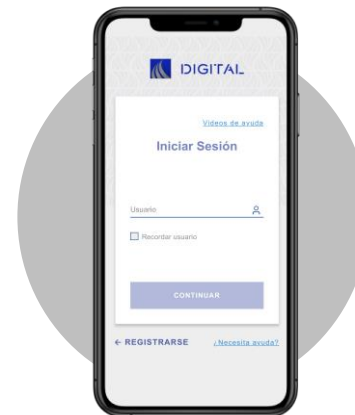 DIGITAL
Videos de ayuda
Iniciar Sesión
Usuario
Recordar usuario
CONTINUAR
← REGISTRARSE ¿Necesita ayuda?